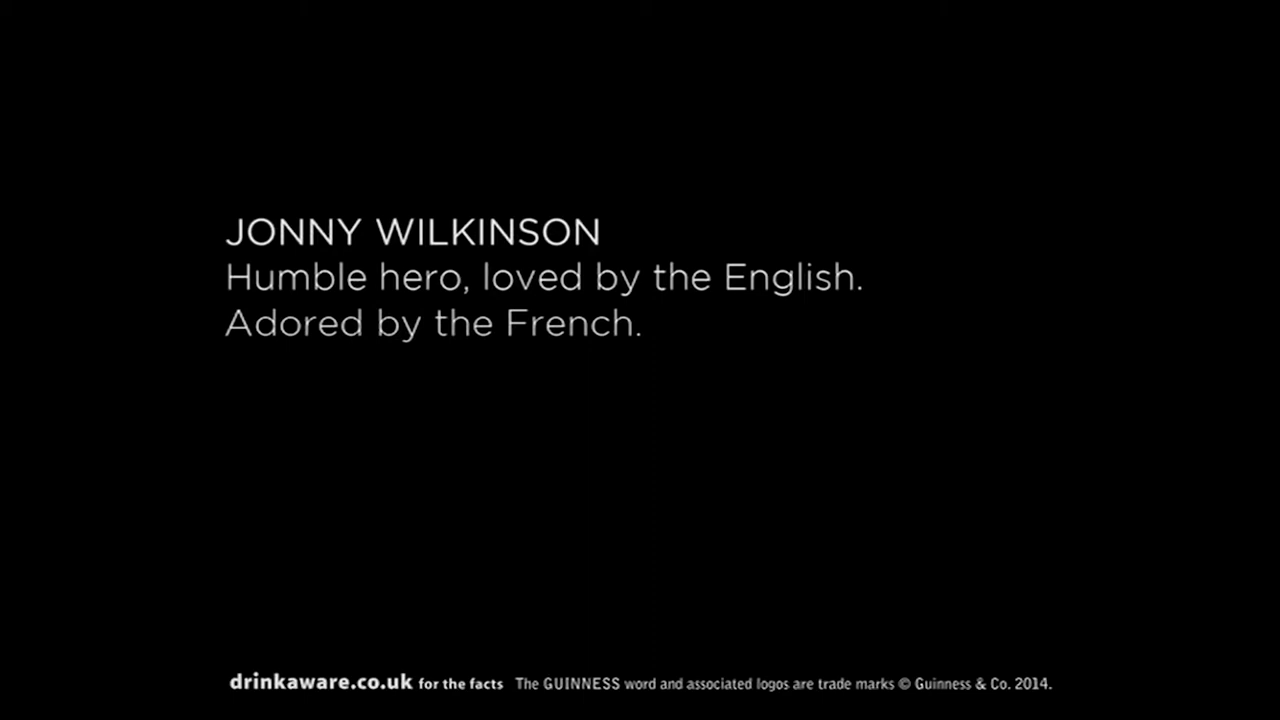 JONNY WILKINSON
Humble hero, loved by the English.
Adored by the French.
drinkaware.co.uk for the facts The GUINNESS word and associated logos are trade marks © Guinness & Co. 2014.